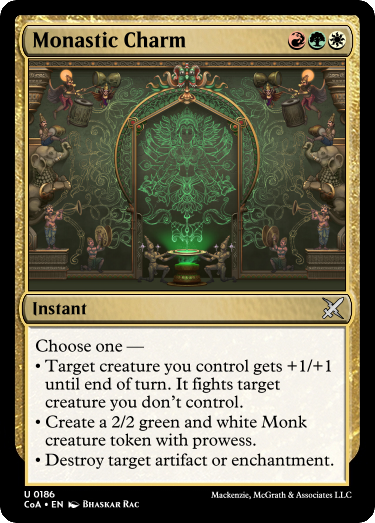 Monastic Charm
Instant
Choose one —
• Target creature you control gets +1/+1
until end of turn. It fights target
creature you don't control.
• Create a 2/2 green and white Monk
creature token with prowess.
• Destroy target artifact or enchantment.
U 0186
CoA • EN Bhaskar Rac
Mackenzie, McGrath & Associates LLC